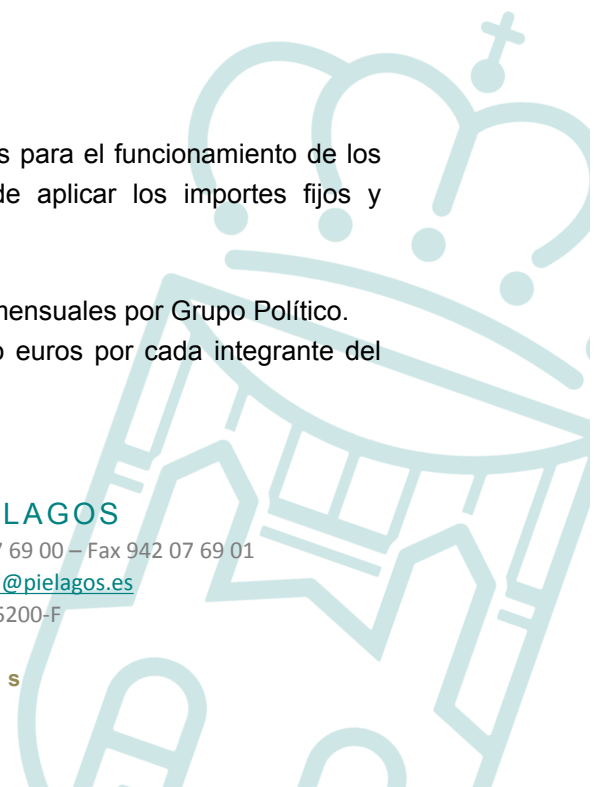 s para el funcionamiento de los
de aplicar los importes fijos y
mensuales por Grupo Político.
o euros por cada integrante del
LAGOS
7 69 00 – Fax 942 07 69 01
@pielagos.es
5200-F
s